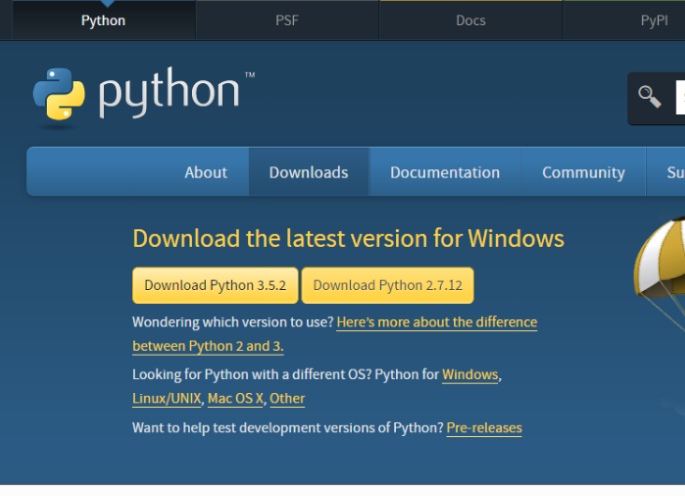 Python PSF Docs PyPI
python™
About Downloads Documentation Community Su
Download the latest version for Windows
Download Python 3.5.2 Download Python 2.7.12
Wondering which version to use? Here's more about the difference
between Python 2 and 3.
Looking for Python with a different OS? Python for Windows,
Linux/UNIX, Mac OS X, Other
Want to help test development versions of Python? Pre-releases